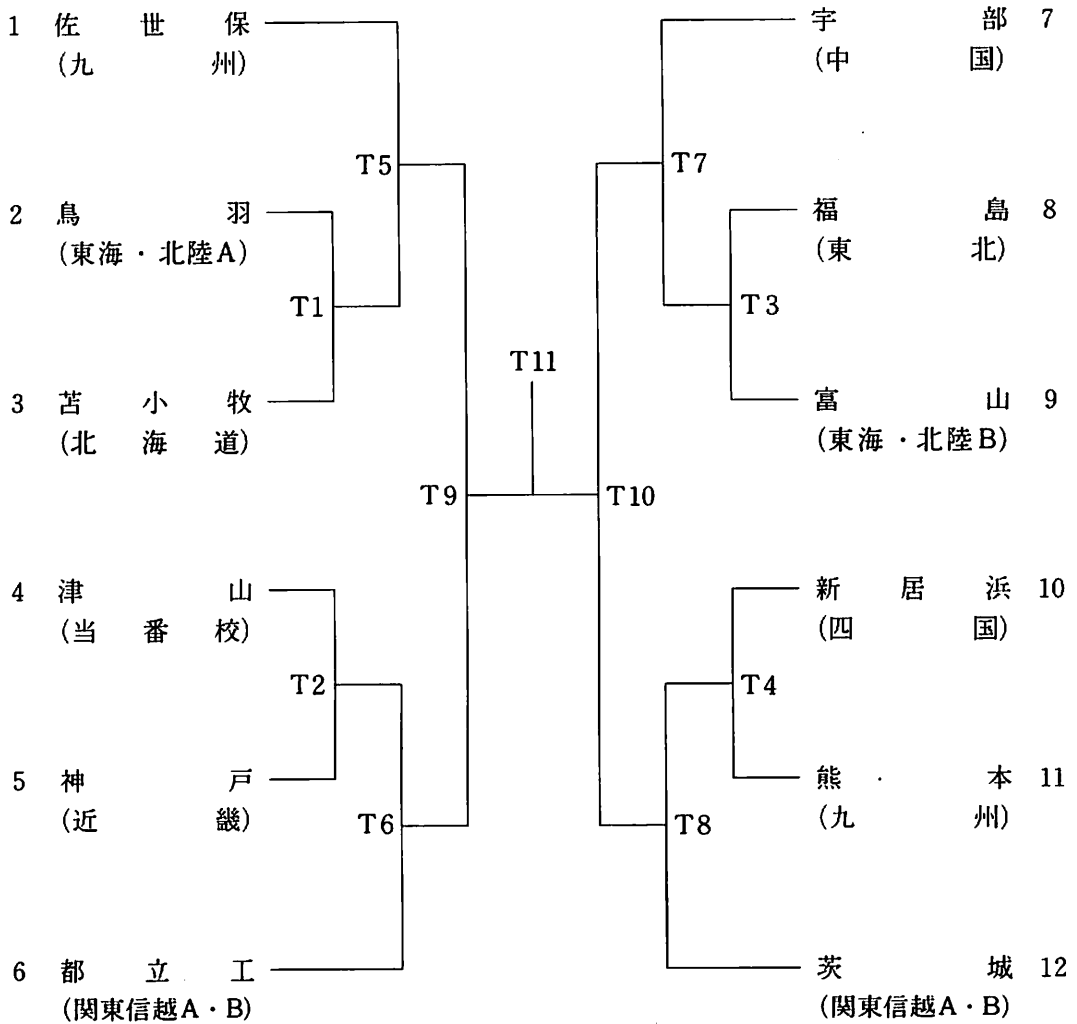 1 佐世保
(九州)
T5
2 鳥羽
(東海・北陸A)
T1
3 苫小牧
(北海道)
T9
4 津山
(当番校)
T2
5 神戸
(近畿)
T6
6 都立工
(関東信越A・B)
T11
宇部 7
(中国)
T7
福島 8
(東北)
T3
富山 9
(東海・北陸B)
T10
新居浜 10
(四国)
T4
熊本 11
(九州)
T8
茨城 12
(関東信越A・B)